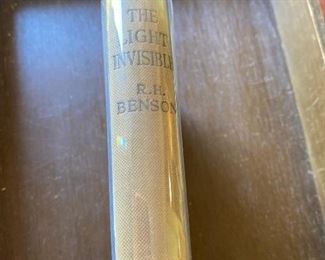 THE
LIGHT
INVISIBLE
R.H.
BENSON